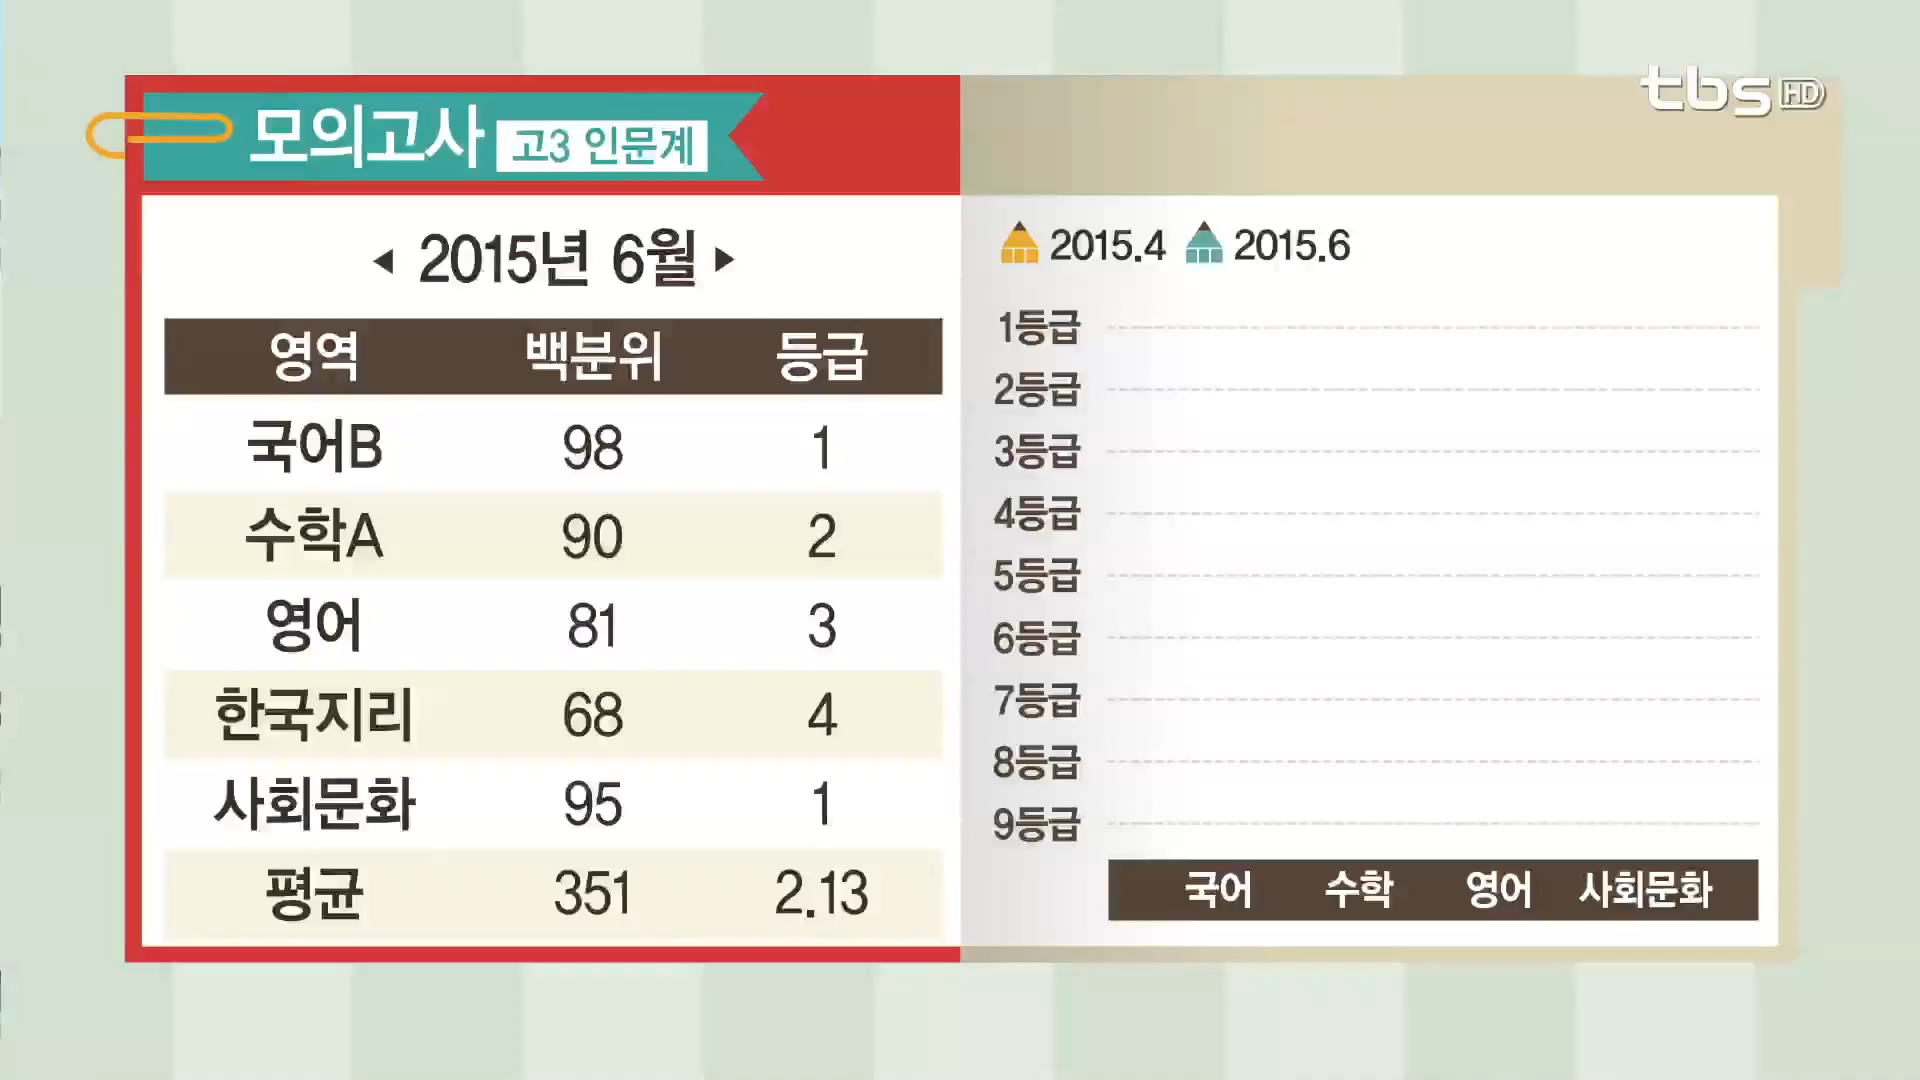 tbs HD
모의고사 고3 인문계
◀ 2015년 6월 ▶
영역 백분위 등급
국어B 98 1
수학A 90 2
영어 81 3
한국지리 68 4
사회문화 95 1
평균 351 2.13
2015.4 2015.6
1등급
2등급
3등급
4등급
5등급
6등급
7등급
8등급
9등급
국어 수학 영어 사회문화